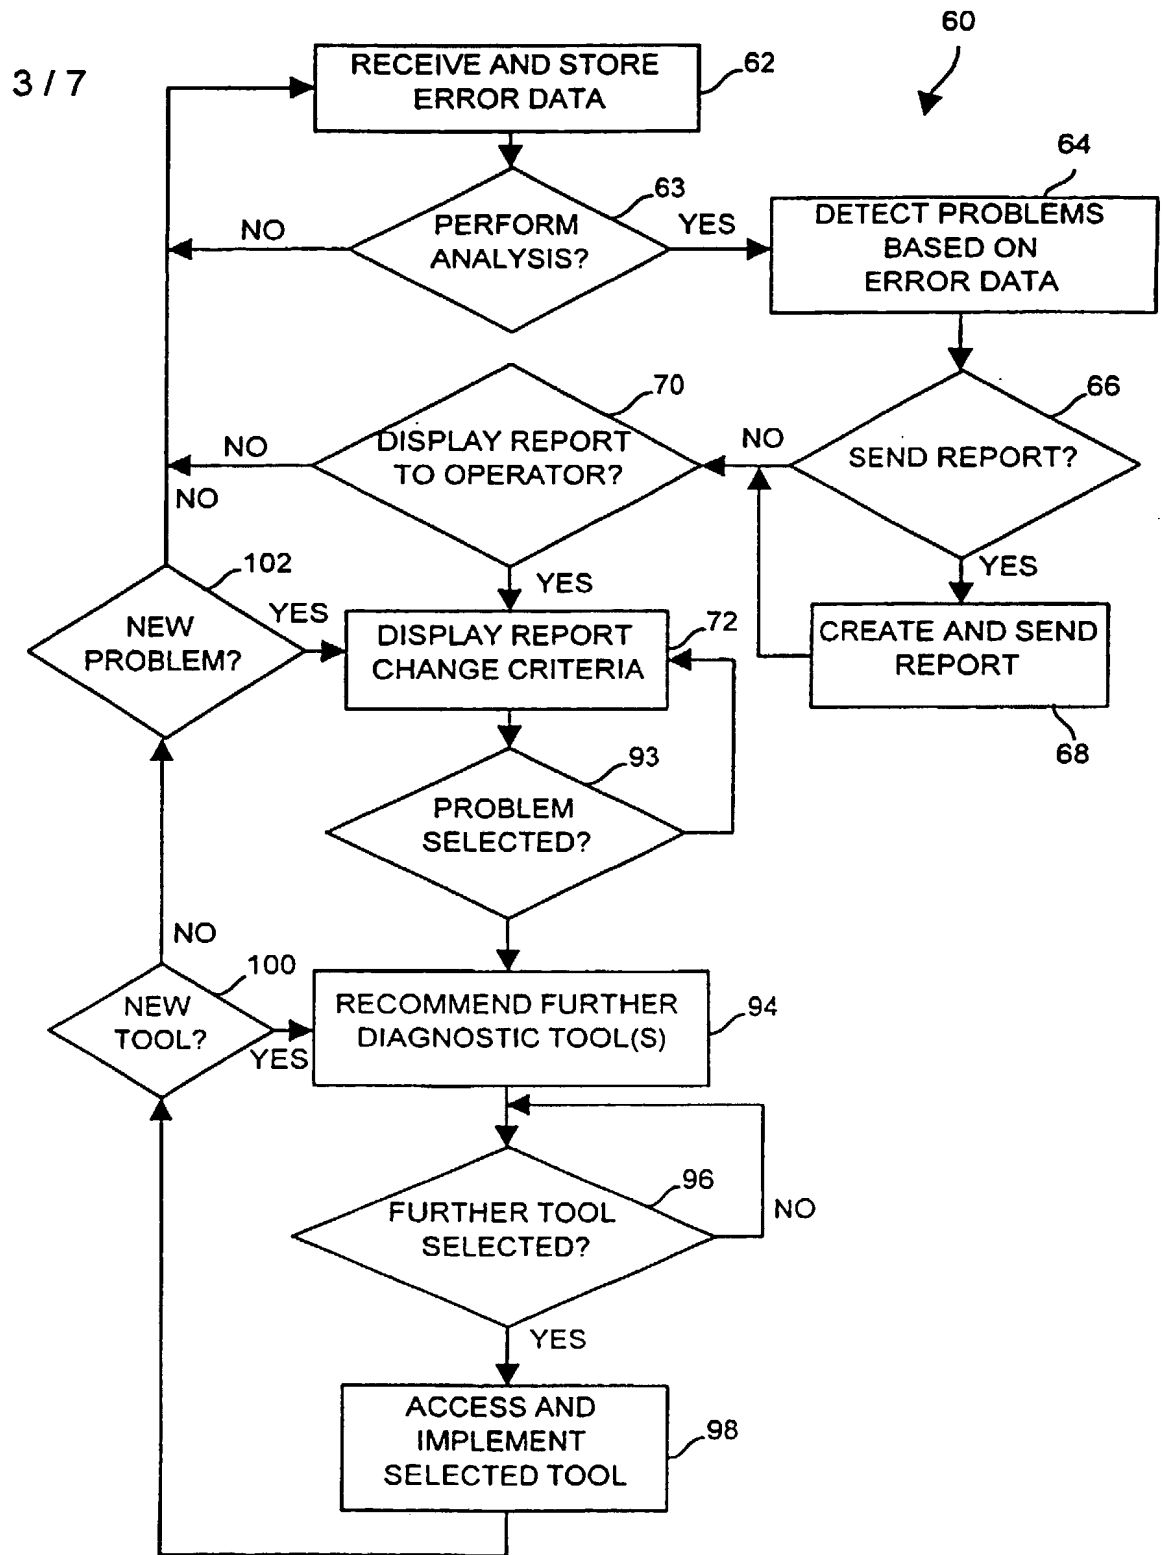 3 / 7
60
RECEIVE AND STORE
ERROR DATA
62
63
PERFORM
ANALYSIS?
NO
YES
64
DETECT PROBLEMS
BASED ON
ERROR DATA
66
SEND REPORT?
NO
YES
70
DISPLAY REPORT
TO OPERATOR?
NO
YES
CREATE AND SEND
REPORT
68
NO
102
NEW
PROBLEM?
YES
DISPLAY REPORT
CHANGE CRITERIA
72
93
PROBLEM
SELECTED?
NO
100
NEW
TOOL?
YES
RECOMMEND FURTHER
DIAGNOSTIC TOOL(S)
94
96
FURTHER TOOL
SELECTED?
NO
YES
ACCESS AND
IMPLEMENT
SELECTED TOOL
98